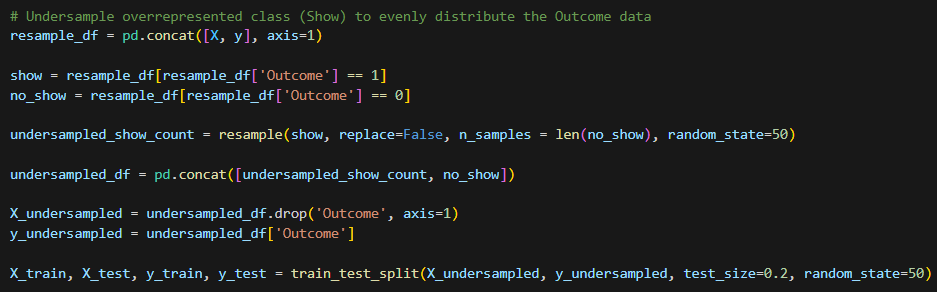 # Undersample overrepresented class (Show) to evenly distribute the Outcome data
resample_df = pd.concat([X, y], axis=1)
show = resample_df[resample_df['Outcome'] == 1]
no_show = resample_df[resample_df['Outcome'] == 0]
undersampled_show_count = resample(show, replace=False, n_samples = len(no_show), random_state=50)
undersampled_df = pd.concat([undersampled_show_count, no_show])
X_undersampled = undersampled_df.drop('Outcome', axis=1)
y_undersampled = undersampled_df['Outcome']
X_train, X_test, y_train, y_test = train_test_split(X_undersampled, y_undersampled, test_size=0.2, random_state=50)